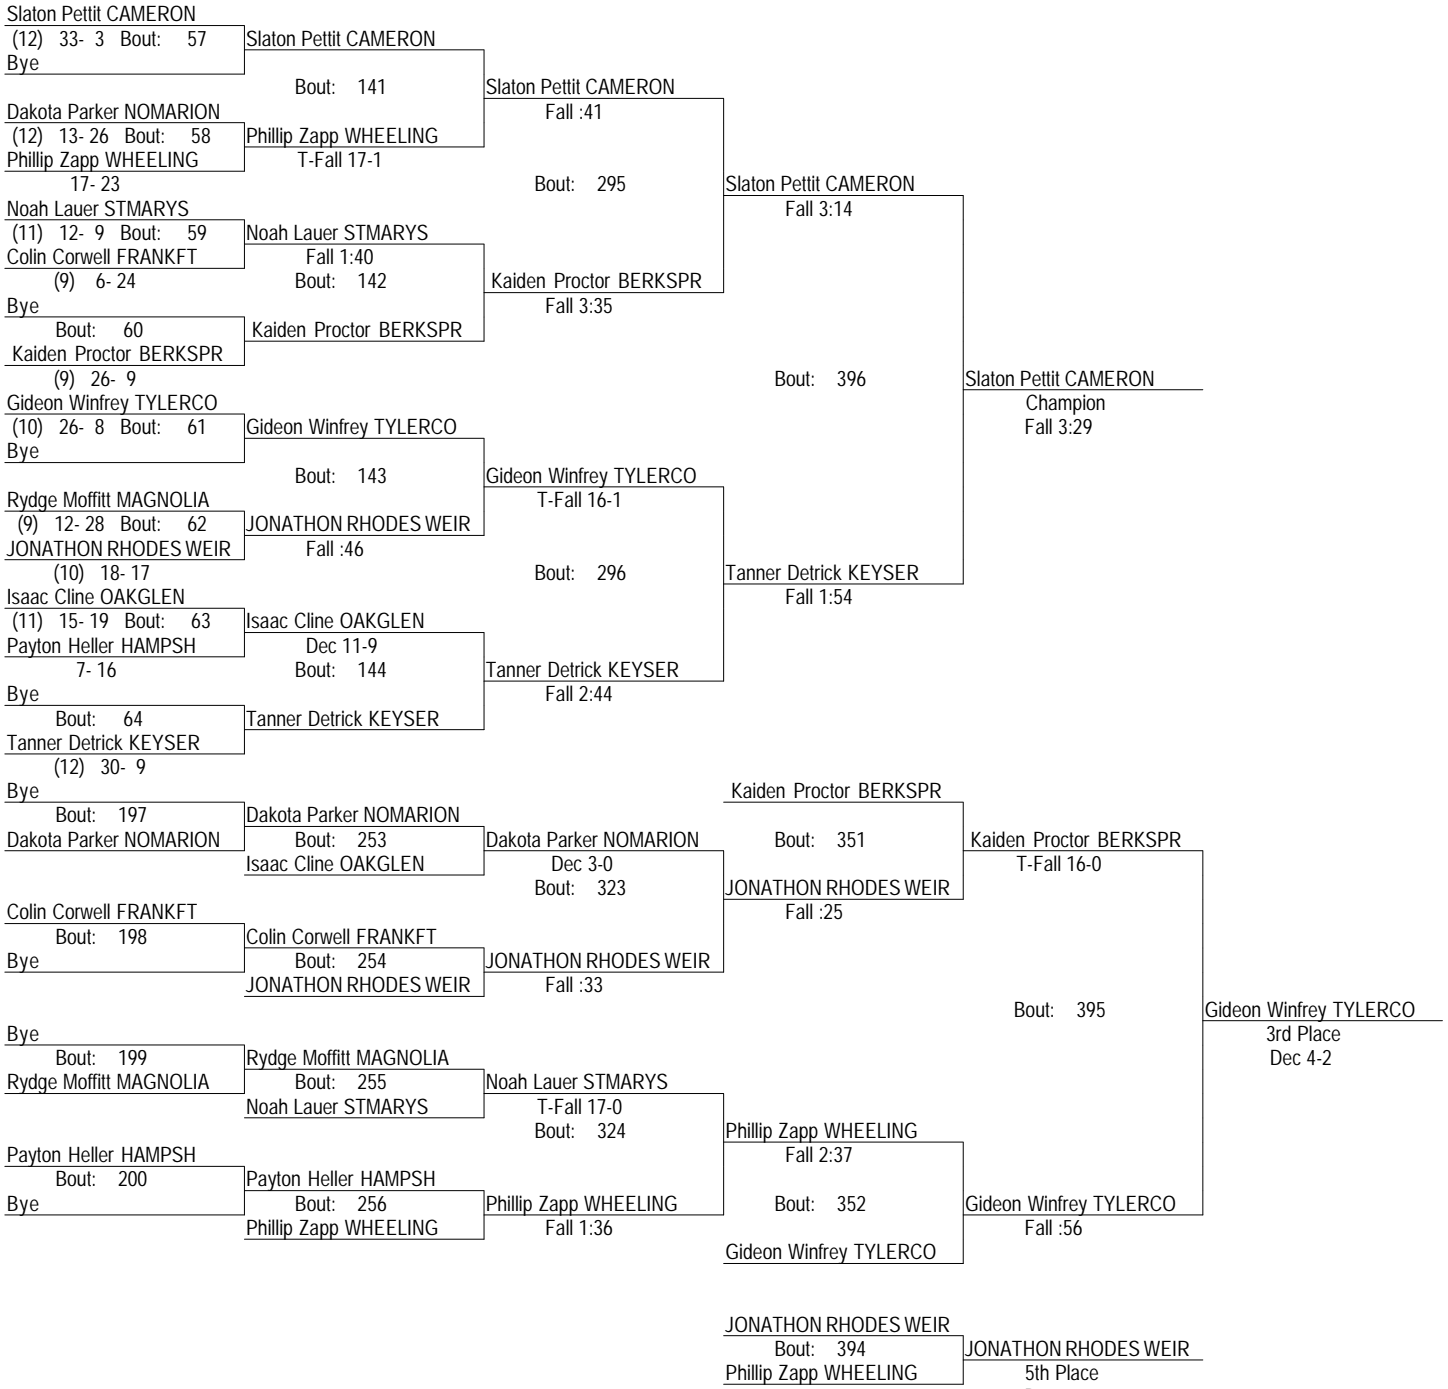 Slaton Pettit CAMERON
(12) 33- 3 Bout: 57
Bye
Slaton Pettit CAMERON
Bout: 141
Dakota Parker NOMARION
(12) 13- 26 Bout: 58
Phillip Zapp WHEELING
17- 23
Phillip Zapp WHEELING
T-Fall 17-1
Slaton Pettit CAMERON
Fall :41
Bout: 295
Noah Lauer STMARYS
(11) 12- 9 Bout: 59
Colin Corwell FRANKFT
(9) 6- 24
Noah Lauer STMARYS
Fall 1:40
Bout: 142
Bye
Bout: 60
Kaiden Proctor BERKSPR
(9) 26- 9
Kaiden Proctor BERKSPR
Kaiden Proctor BERKSPR
Fall 3:35
Slaton Pettit CAMERON
Fall 3:14
Bout: 396
Slaton Pettit CAMERON
Champion
Fall 3:29
Gideon Winfrey TYLERCO
(10) 26- 8 Bout: 61
Bye
Gideon Winfrey TYLERCO
Bout: 143
Rydge Moffitt MAGNOLIA
(9) 12- 28 Bout: 62
JONATHON RHODES WEIR
(10) 18- 17
JONATHON RHODES WEIR
Fall :46
Gideon Winfrey TYLERCO
T-Fall 16-1
Bout: 296
Isaac Cline OAKGLEN
(11) 15- 19 Bout: 63
Payton Heller HAMPSH
7- 16
Isaac Cline OAKGLEN
Dec 11-9
Bout: 144
Bye
Bout: 64
Tanner Detrick KEYSER
(12) 30- 9
Tanner Detrick KEYSER
Tanner Detrick KEYSER
Fall 2:44
Tanner Detrick KEYSER
Fall 1:54
Bye
Bout: 197
Dakota Parker NOMARION
Dakota Parker NOMARION
Bout: 253
Isaac Cline OAKGLEN
Dakota Parker NOMARION
Dec 3-0
Bout: 323
Colin Corwell FRANKFT
Bout: 198
Bye
Colin Corwell FRANKFT
Bout: 254
JONATHON RHODES WEIR
JONATHON RHODES WEIR
Fall :33
Kaiden Proctor BERKSPR
Bout: 351
JONATHON RHODES WEIR
Fall :25
Kaiden Proctor BERKSPR
T-Fall 16-0
Bout: 395
Gideon Winfrey TYLERCO
3rd Place
Dec 4-2
Bye
Bout: 199
Rydge Moffitt MAGNOLIA
Rydge Moffitt MAGNOLIA
Bout: 255
Noah Lauer STMARYS
Noah Lauer STMARYS
T-Fall 17-0
Bout: 324
Payton Heller HAMPSH
Bout: 200
Bye
Payton Heller HAMPSH
Bout: 256
Phillip Zapp WHEELING
Phillip Zapp WHEELING
Fall 1:36
Phillip Zapp WHEELING
Fall 2:37
Bout: 352
Gideon Winfrey TYLERCO
Gideon Winfrey TYLERCO
Fall :56
JONATHON RHODES WEIR
Bout: 394
Phillip Zapp WHEELING
JONATHON RHODES WEIR
5th Place